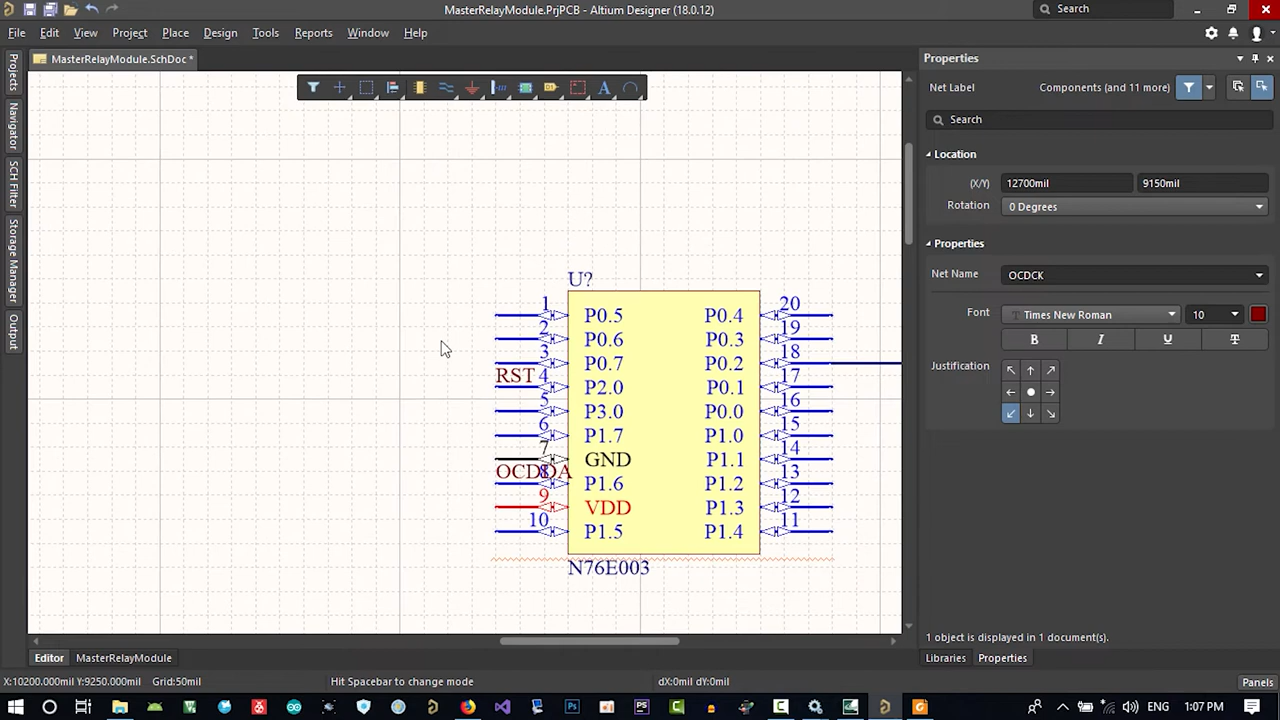 MasterRelayModule.PrjPCB - Altium Designer (18.0.12)
Search
File Edit View Project Place Design Tools Reports Window Help
MasterRelayModule.SchDoc *
Projects
Navigator
SCH Filter
Storage Manager
Output
U?
1 P0.5 P0.4 20
2 P0.6 P0.3 19
3 P0.7 P0.2 18
RST 4 P2.0 P0.1 17
5 P3.0 P0.0 16
6 P1.7 P1.0 15
7 GND P1.1 14
OCDDA 8 P1.6 P1.2 13
9 VDD P1.3 12
10 P1.5 P1.4 11
N76E003
Properties
Net Label Components (and 11 more)
Search
Location
(X/Y) 12700mil 9150mil
Rotation 0 Degrees
Properties
Net Name OCDCK
Font Times New Roman 10
B I U T
Justification
1 object is displayed in 1 document(s).
Libraries Properties
Editor MasterRelayModule
X:10200.000mil Y:9250.000mil Grid:50mil Hit Spacebar to change mode dX:0mil dY:0mil Panels
ENG 1:07 PM